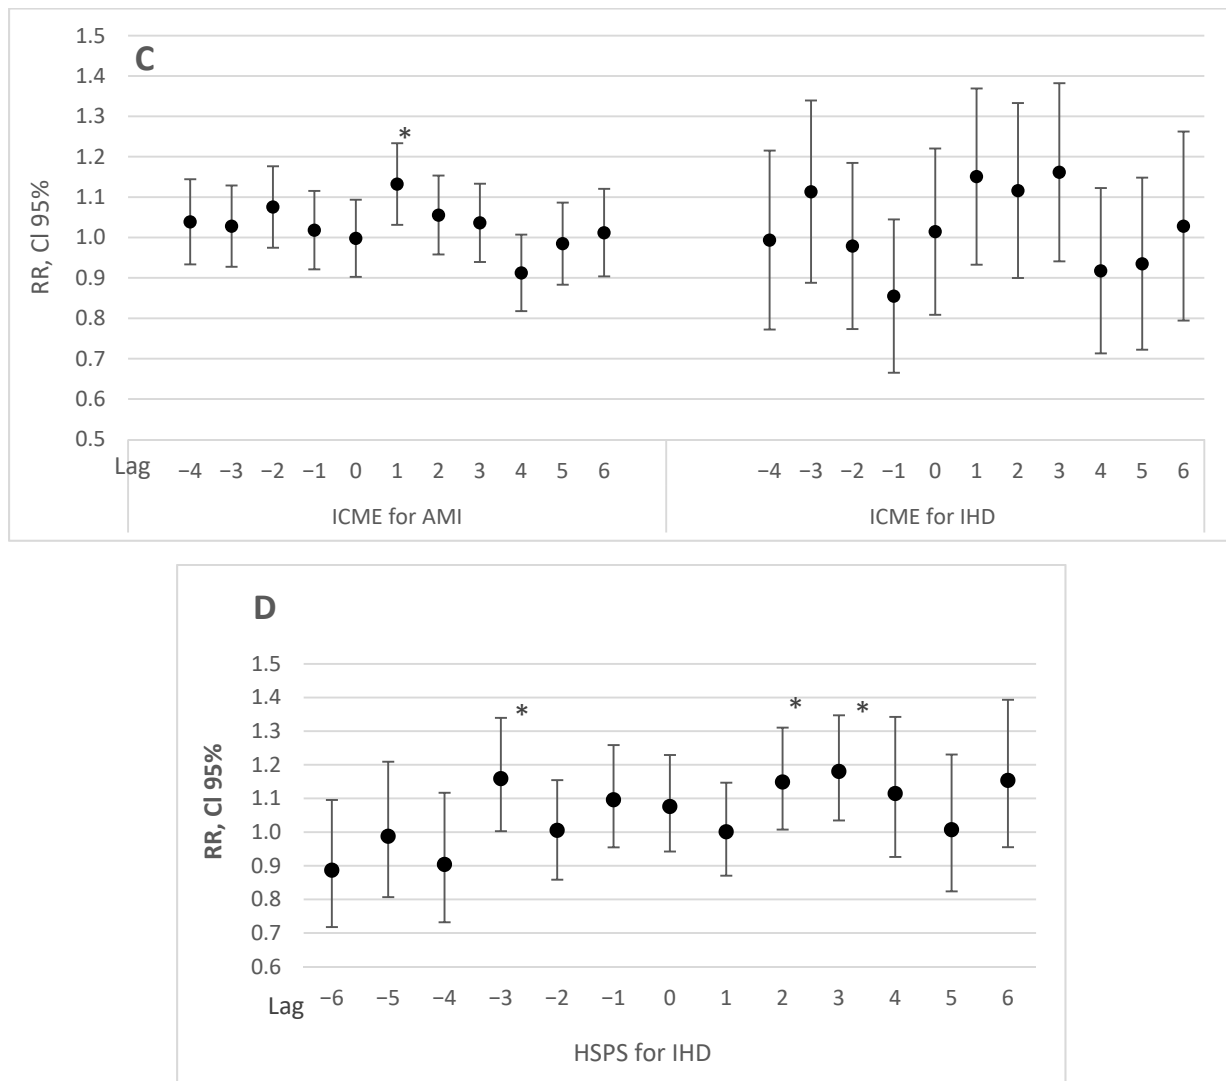 C
*
1.5
1.4
1.3
1.2
1.1
1.0
0.9
0.8
0.7
0.6
0.5
RR, CI 95%
Lag −4 −3 −2 −1 0 1 2 3 4 5 6 −4 −3 −2 −1 0 1 2 3 4 5 6
ICME for AMI ICME for IHD
D
* * *
1.5
1.4
1.3
1.2
1.1
1.0
0.9
0.8
0.7
0.6
RR, CI 95%
Lag −6 −5 −4 −3 −2 −1 0 1 2 3 4 5 6
HSPS for IHD